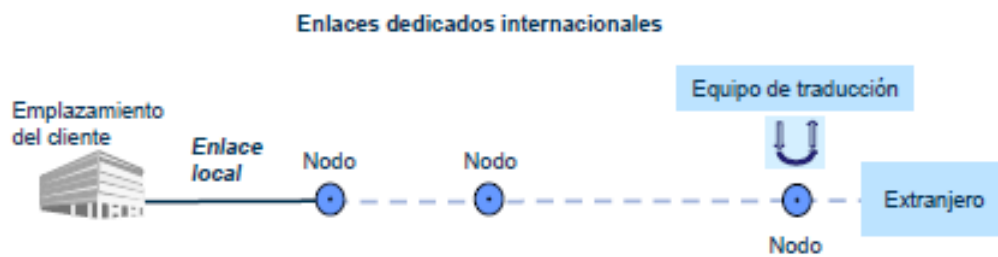 Enlaces dedicados internacionales
Equipo de traducción
Emplazamiento
del cliente
Enlace
local
Nodo
Nodo
Extranjero
Nodo